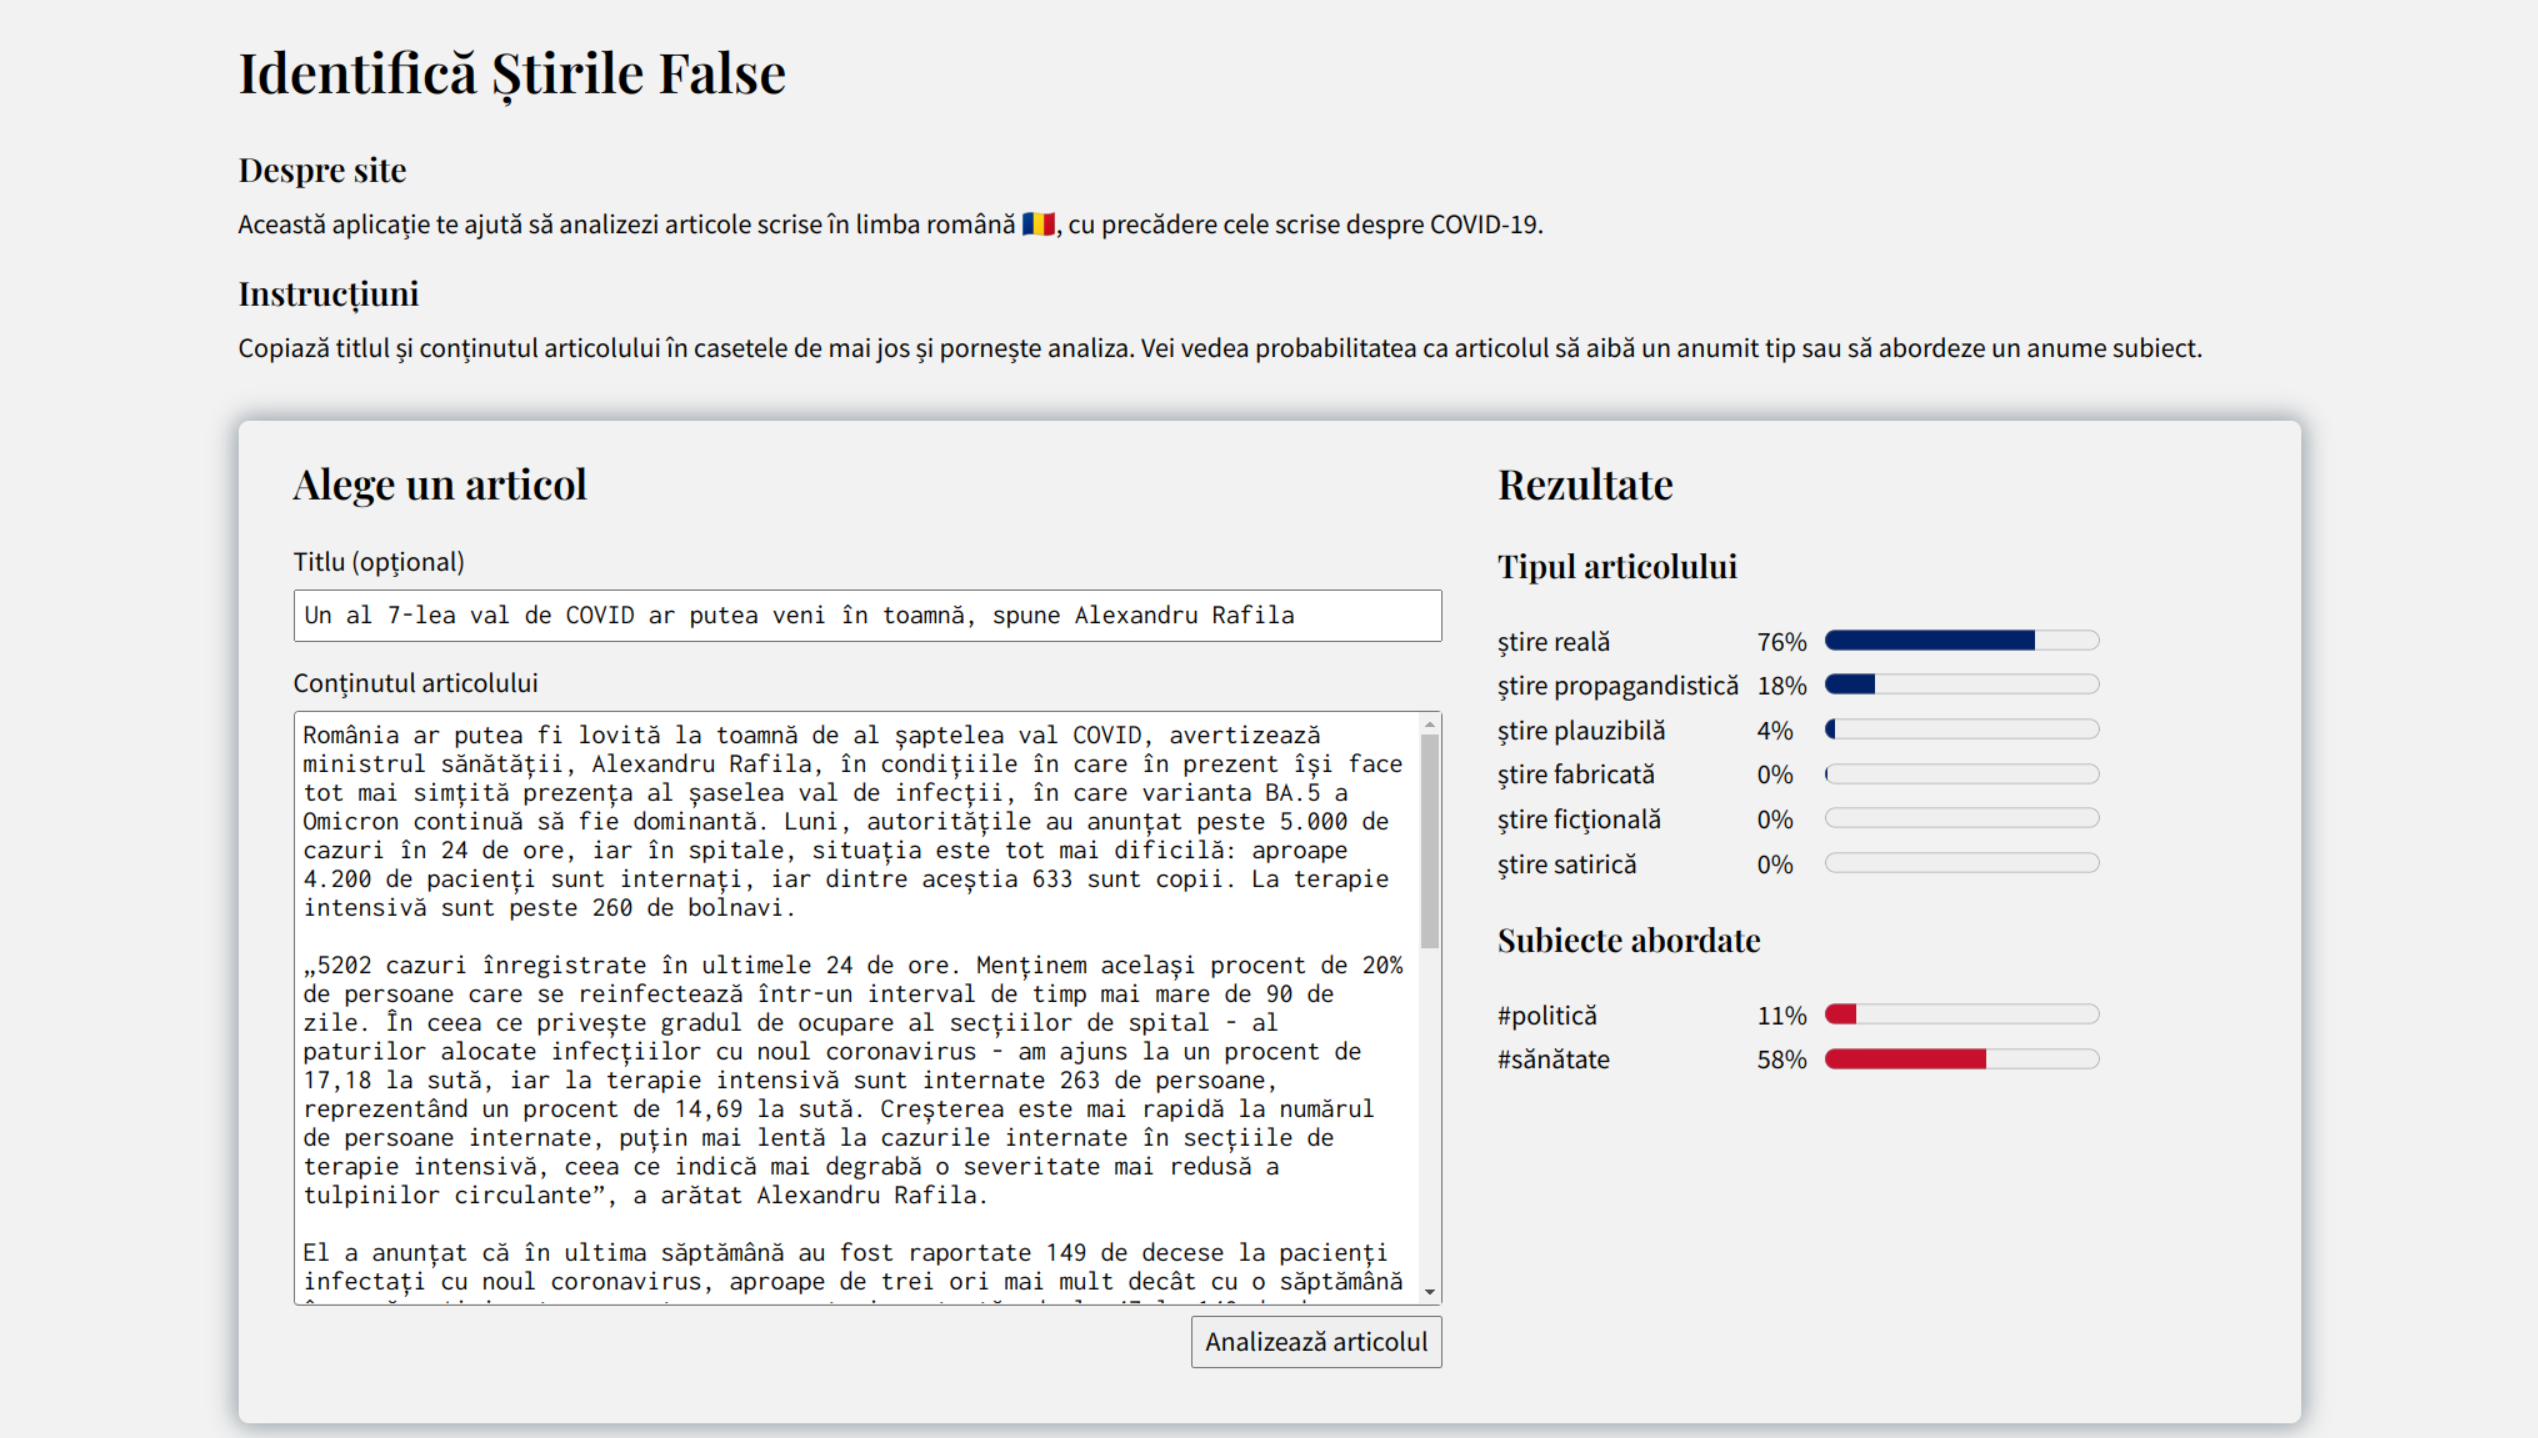 Identifică Știrile False
Despre site
Această aplicație te ajută să analizezi articole scrise în limba română 🇷🇴, cu precădere cele scrise despre COVID-19.
Instrucțiuni
Copiază titlul și conținutul articolului în casetele de mai jos și pornește analiza. Vei vedea probabilitatea ca articolul să aibă un anumit tip sau să abordeze un anume subiect.
Alege un articol
Titlu (opțional)
Un al 7-lea val de COVID ar putea veni în toamnă, spune Alexandru Rafila
Conținutul articolului
România ar putea fi lovită la toamnă de al șaptelea val COVID, avertizează
ministrul sănătății, Alexandru Rafila, în condițiile în care în prezent își face
tot mai simțită prezența al șaselea val de infecții, în care varianta BA.5 a
Omicron continuă să fie dominantă. Luni, autoritățile au anunțat peste 5.000 de
cazuri în 24 de ore, iar în spitale, situația este tot mai dificilă: aproape
4.200 de pacienți sunt internați, iar dintre aceștia 633 sunt copii. La terapie
intensivă sunt peste 260 de bolnavi.
„5202 cazuri înregistrate în ultimele 24 de ore. Menținem același procent de 20%
de persoane care se reinfectează într-un interval de timp mai mare de 90 de
zile. În ceea ce privește gradul de ocupare al secțiilor de spital - al
paturilor alocate infecțiilor cu noul coronavirus - am ajuns la un procent de
17,18 la sută, iar la terapie intensivă sunt internate 263 de persoane,
reprezentând un procent de 14,69 la sută. Creșterea este mai rapidă la numărul
de persoane internate, puțin mai lentă la cazurile internate în secțiile de
terapie intensivă, ceea ce indică mai degrabă o severitate mai redusă a
tulpinilor circulante”, a arătat Alexandru Rafila.
El a anunțat că în ultima săptămână au fost raportate 149 de decese la pacienți
infectați cu noul coronavirus, aproape de trei ori mai mult decât cu o săptămână
Analizează articolul
Rezultate
Tipul articolului
știre reală 76%
știre propagandistică 18%
știre plauzibilă 4%
știre fabricată 0%
știre ficțională 0%
știre satirică 0%
Subiecte abordate
#politică 11%
#sănătate 58%